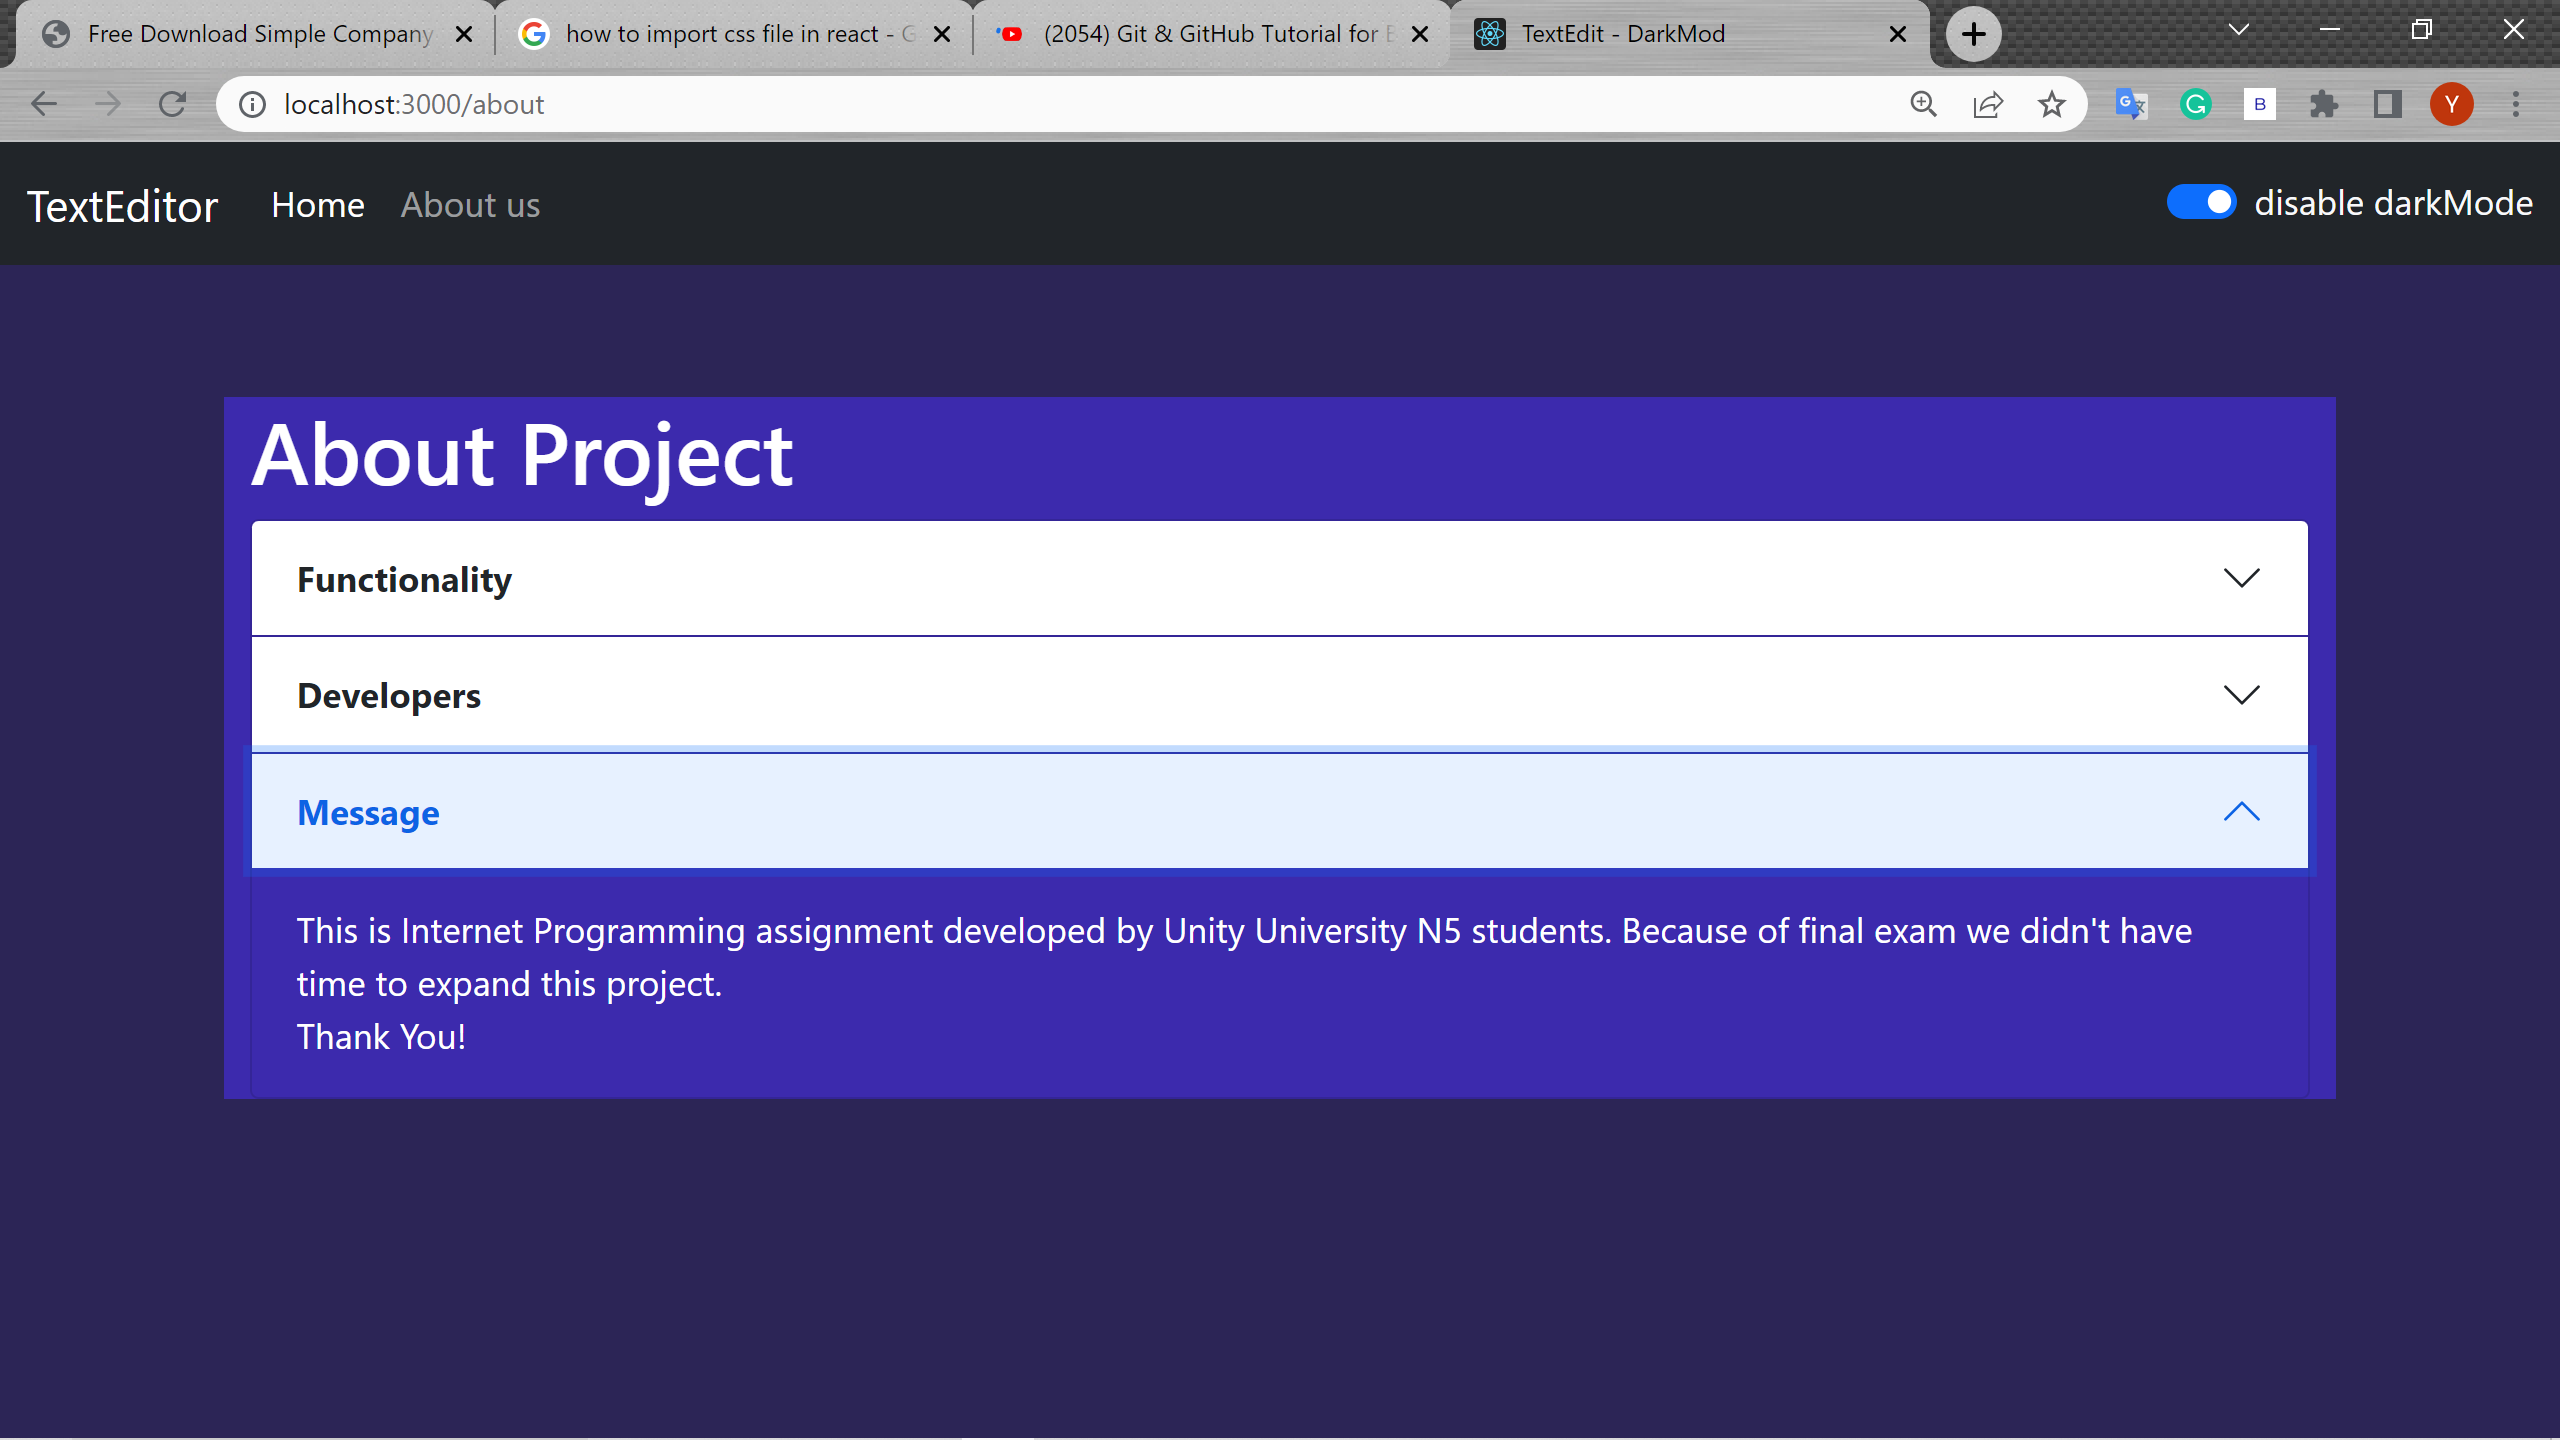 Free Download Simple Company
how to import css file in react - G
(2054) Git & GitHub Tutorial for B
TextEdit - DarkMod
localhost:3000/about
B
Y
TextEditor Home About us disable darkMode
About Project
Functionality
Developers
Message
This is Internet Programming assignment developed by Unity University N5 students. Because of final exam we didn't have
time to expand this project.
Thank You!